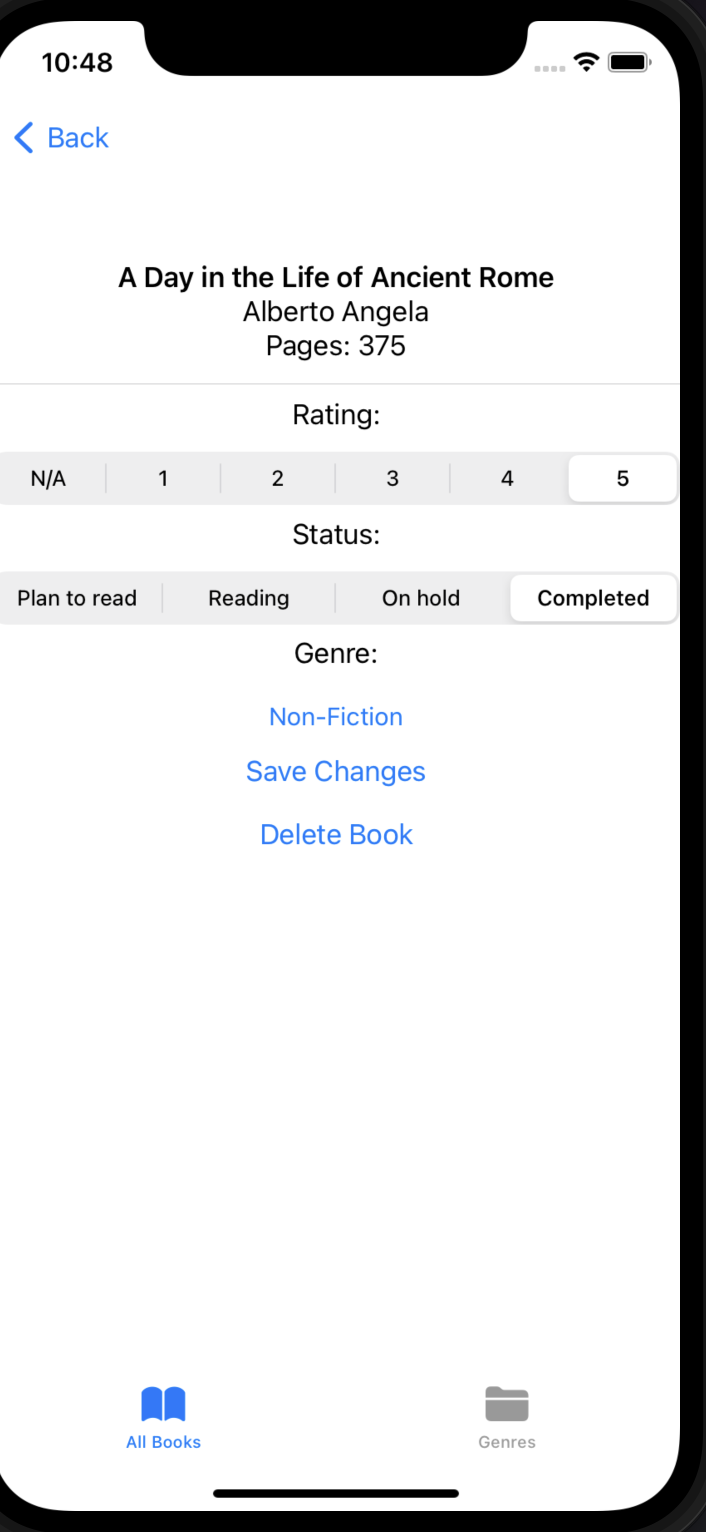 10:48
Back
A Day in the Life of Ancient Rome
Alberto Angela
Pages: 375
Rating:
N/A 1 2 3 4 5
Status:
Plan to read Reading On hold Completed
Genre:
Non-Fiction
Save Changes
Delete Book
All Books Genres